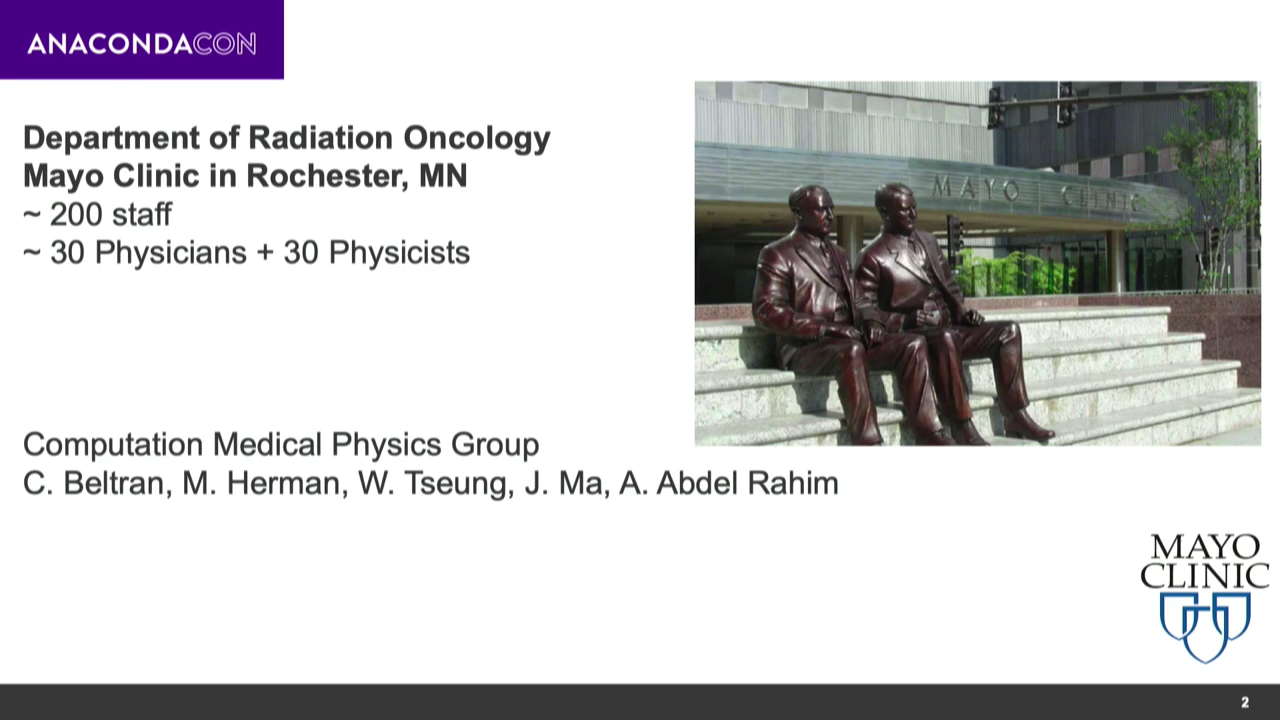 ANACONDACON
Department of Radiation Oncology
Mayo Clinic in Rochester, MN
~ 200 staff
~ 30 Physicians + 30 Physicists
MAYO CLINIC
Computation Medical Physics Group
C. Beltran, M. Herman, W. Tseung, J. Ma, A. Abdel Rahim
MAYO
CLINIC
2